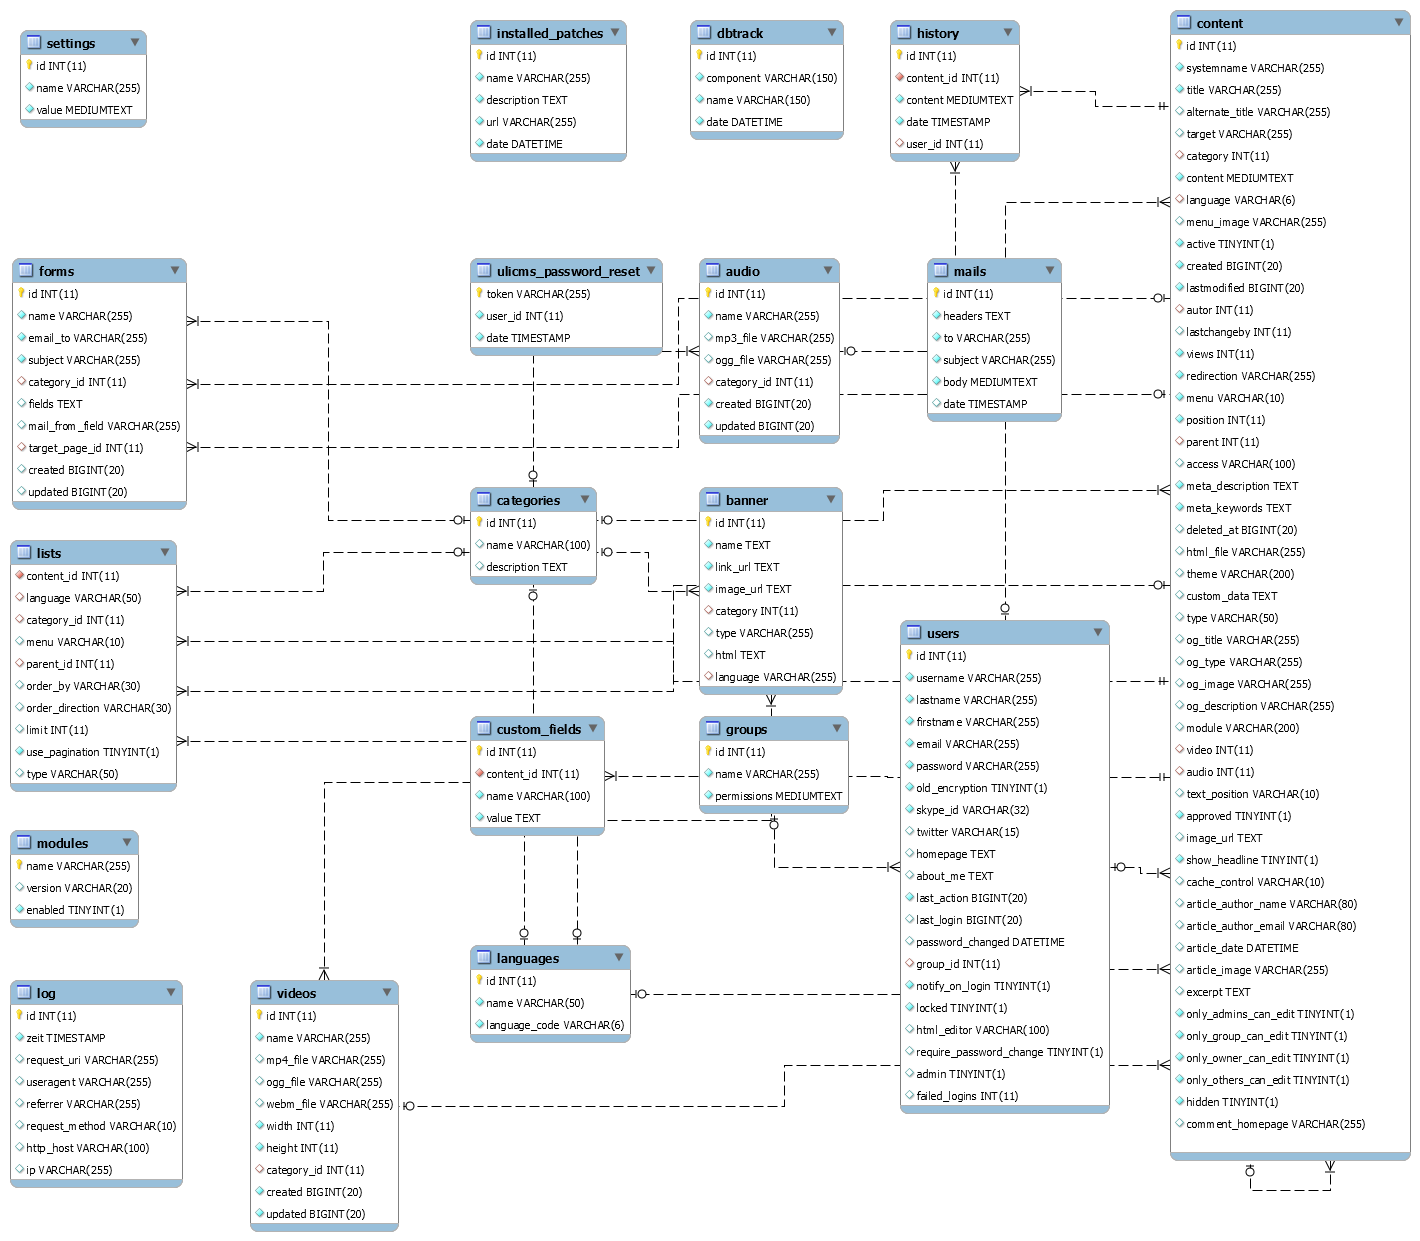 settings
id INT(11)
name VARCHAR(255)
value MEDIUMTEXT
installed_patches
id INT(11)
name VARCHAR(255)
description TEXT
url VARCHAR(255)
date DATETIME
dbtrack
id INT(11)
component VARCHAR(150)
name VARCHAR(150)
date DATETIME
history
id INT(11)
content_id INT(11)
content MEDIUMTEXT
date TIMESTAMP
user_id INT(11)
content
id INT(11)
systemname VARCHAR(255)
title VARCHAR(255)
alternate_title VARCHAR(255)
target VARCHAR(255)
category INT(11)
content MEDIUMTEXT
language VARCHAR(6)
menu_image VARCHAR(255)
active TINYINT(1)
created BIGINT(20)
lastmodified BIGINT(20)
autor INT(11)
lastchangeby INT(11)
views INT(11)
redirection VARCHAR(255)
menu VARCHAR(10)
position INT(11)
parent INT(11)
access VARCHAR(100)
meta_description TEXT
meta_keywords TEXT
deleted_at BIGINT(20)
html_file VARCHAR(255)
theme VARCHAR(200)
custom_data TEXT
type VARCHAR(50)
og_title VARCHAR(255)
og_type VARCHAR(255)
og_image VARCHAR(255)
og_description VARCHAR(255)
module VARCHAR(200)
video INT(11)
audio INT(11)
text_position VARCHAR(10)
approved TINYINT(1)
image_url TEXT
show_headline TINYINT(1)
cache_control VARCHAR(10)
article_author_name VARCHAR(80)
article_author_email VARCHAR(80)
article_date DATETIME
article_image VARCHAR(255)
excerpt TEXT
only_admins_can_edit TINYINT(1)
only_group_can_edit TINYINT(1)
only_owner_can_edit TINYINT(1)
only_others_can_edit TINYINT(1)
hidden TINYINT(1)
comment_homepage VARCHAR(255)
forms
id INT(11)
name VARCHAR(255)
email_to VARCHAR(255)
subject VARCHAR(255)
category_id INT(11)
fields TEXT
mail_from_field VARCHAR(255)
target_page_id INT(11)
created BIGINT(20)
updated BIGINT(20)
ulicms_password_reset
token VARCHAR(255)
user_id INT(11)
date TIMESTAMP
audio
id INT(11)
name VARCHAR(255)
mp3_file VARCHAR(255)
ogg_file VARCHAR(255)
category_id INT(11)
created BIGINT(20)
updated BIGINT(20)
mails
id INT(11)
headers TEXT
to VARCHAR(255)
subject VARCHAR(255)
body MEDIUMTEXT
date TIMESTAMP
categories
id INT(11)
name VARCHAR(100)
description TEXT
banner
id INT(11)
name TEXT
link_url TEXT
image_url TEXT
category INT(11)
type VARCHAR(255)
html TEXT
language VARCHAR(255)
lists
content_id INT(11)
language VARCHAR(50)
category_id INT(11)
menu VARCHAR(10)
parent_id INT(11)
order_by VARCHAR(30)
order_direction VARCHAR(30)
limit INT(11)
use_pagination TINYINT(1)
type VARCHAR(50)
users
id INT(11)
username VARCHAR(255)
lastname VARCHAR(255)
firstname VARCHAR(255)
email VARCHAR(255)
password VARCHAR(255)
old_encryption TINYINT(1)
skype_id VARCHAR(32)
twitter VARCHAR(15)
homepage TEXT
about_me TEXT
last_action BIGINT(20)
last_login BIGINT(20)
password_changed DATETIME
group_id INT(11)
notify_on_login TINYINT(1)
locked TINYINT(1)
html_editor VARCHAR(100)
require_password_change TINYINT(1)
admin TINYINT(1)
failed_logins INT(11)
custom_fields
id INT(11)
content_id INT(11)
name VARCHAR(100)
value TEXT
groups
id INT(11)
name VARCHAR(255)
permissions MEDIUMTEXT
modules
name VARCHAR(255)
version VARCHAR(20)
enabled TINYINT(1)
languages
id INT(11)
name VARCHAR(50)
language_code VARCHAR(6)
log
id INT(11)
zeit TIMESTAMP
request_uri VARCHAR(255)
useragent VARCHAR(255)
referrer VARCHAR(255)
request_method VARCHAR(10)
http_host VARCHAR(100)
ip VARCHAR(255)
videos
id INT(11)
name VARCHAR(255)
mp4_file VARCHAR(255)
ogg_file VARCHAR(255)
webm_file VARCHAR(255)
width INT(11)
height INT(11)
category_id INT(11)
created BIGINT(20)
updated BIGINT(20)